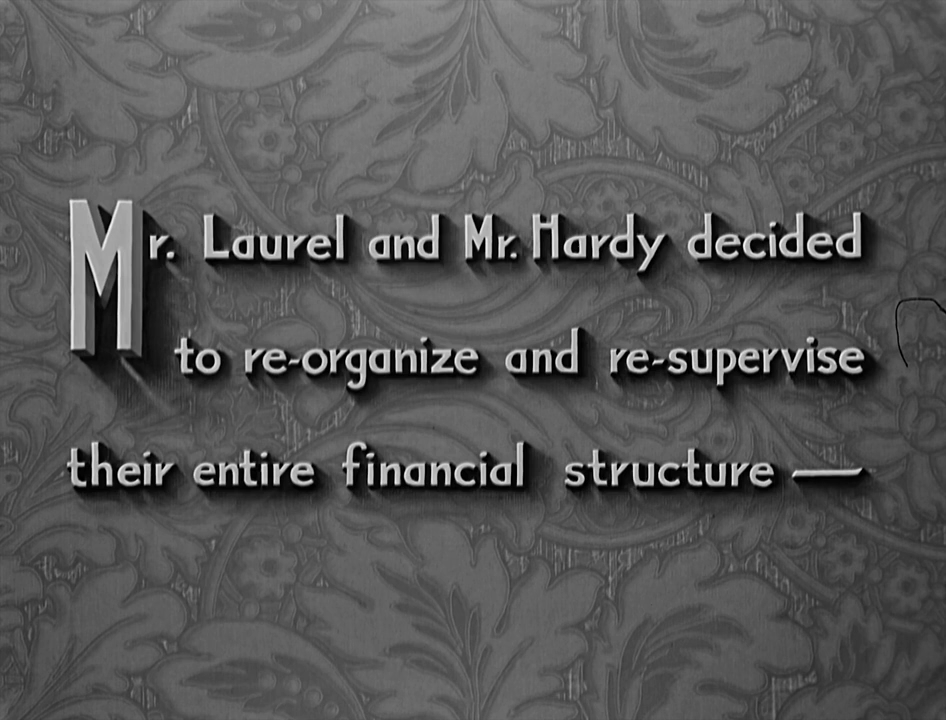 Mr. Laurel and Mr. Hardy decided
to re-organize and re-supervise
their entire financial structure —